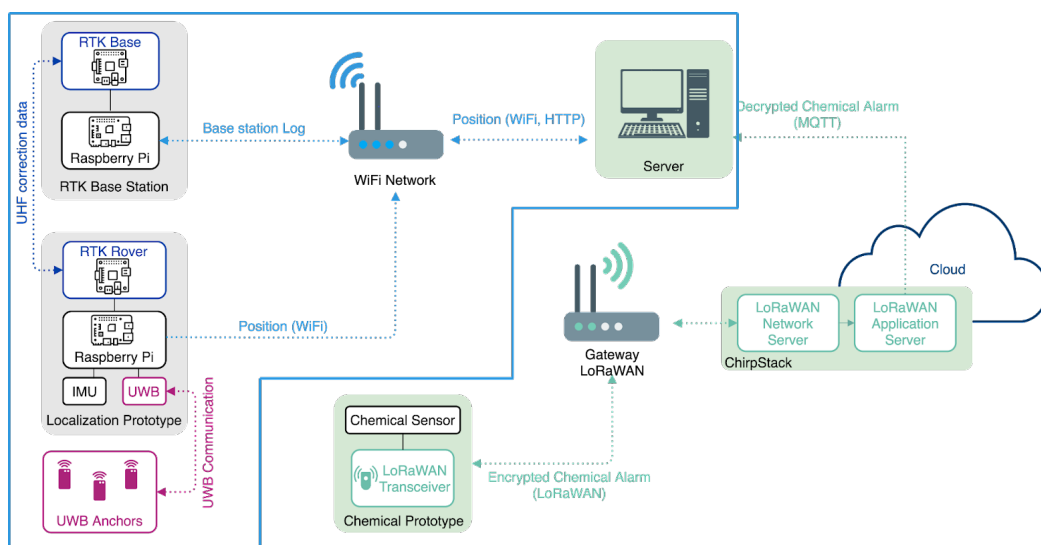 RTK Base
Raspberry Pi
RTK Base Station
UHF correction data
Base station Log
WiFi Network
Position (WiFi, HTTP)
Server
Decrypted Chemical Alarm
(MQTT)
RTK Rover
Raspberry Pi
IMU
UWB
Localization Prototype
Position (WiFi)
UWB Communication
UWB Anchors
Gateway
LoRaWAN
Cloud
LoRaWAN
Network
Server
LoRaWAN
Application
Server
ChirpStack
Chemical Sensor
LoRaWAN
Transceiver
Chemical Prototype
Encrypted Chemical Alarm
(LoRaWAN)